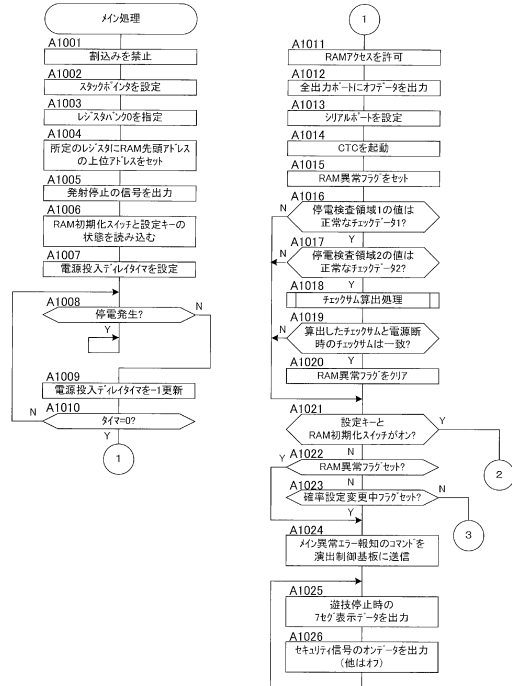 メイン処理
A1001
割込みを禁止
A1002
スタックポインタを設定
A1003
レジスタバンク0を指定
A1004
所定のレジスタにRAM先頭アドレス
の上位アドレスをセット
A1005
発射停止の信号を出力
A1006
RAM初期化スイッチと設定キーの
状態を読み込む
A1007
電源投入ディレイタイマを設定
A1008
停電発生?
N
Y
A1009
電源投入ディレイタイマを-1更新
A1010
タイマ=0?
N
Y
1
1
A1011
RAMアクセスを許可
A1012
全出力ポートにオフデータを出力
A1013
シリアルポートを設定
A1014
CTCを起動
A1015
RAM異常フラグをセット
A1016
停電検査領域1の値は
正常なチェックデータ1?
N
Y
A1017
停電検査領域2の値は
正常なチェックデータ2?
N
Y
A1018
チェックサム算出処理
A1019
算出したチェックサムと電源断
時のチェックサムは一致?
N
Y
A1020
RAM異常フラグをクリア
A1021
設定キーと
RAM初期化スイッチがオン?
Y
N
2
A1022
RAM異常フラグセット?
Y
N
A1023
確率設定変更中フラグセット?
N
Y
3
A1024
メイン異常エラー報知のコマンドを
演出制御基板に送信
A1025
遊技停止時の
7セグ表示データを出力
A1026
セキュリティ信号のオンデータを出力
(他はオフ)